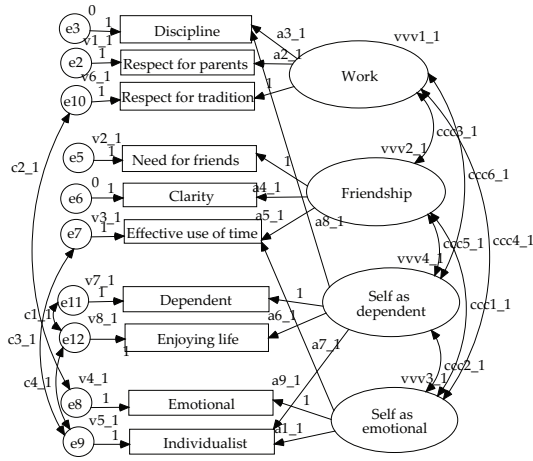 0
e3
1
Discipline
a3_1
vvv1_1
v1_1
e2
1
Respect for parents
a2_1
Work
v6_1
e10
1
Respect for tradition
1
ccc3_1
v2_1
e5
1
Need for friends
1
vvv2_1
c2_1
ccc6_1
0
e6
1
Clarity
a4_1
Friendship
v3_1
e7
1
Effective use of time
a5_1
a8_1
ccc5_1
ccc4_1
vvv4_1
v7_1
e11
1
Dependent
1
Self as
dependent
ccc1_1
c1_1
v8_1
a6_1
c3_1
e12
1
Enjoying life
a7_1
ccc2_1
c4_1
v4_1
a9_1
vvv3_1
e8
1
Emotional
1
Self as
emotional
v5_1
e9
1
Individualist
a1_1